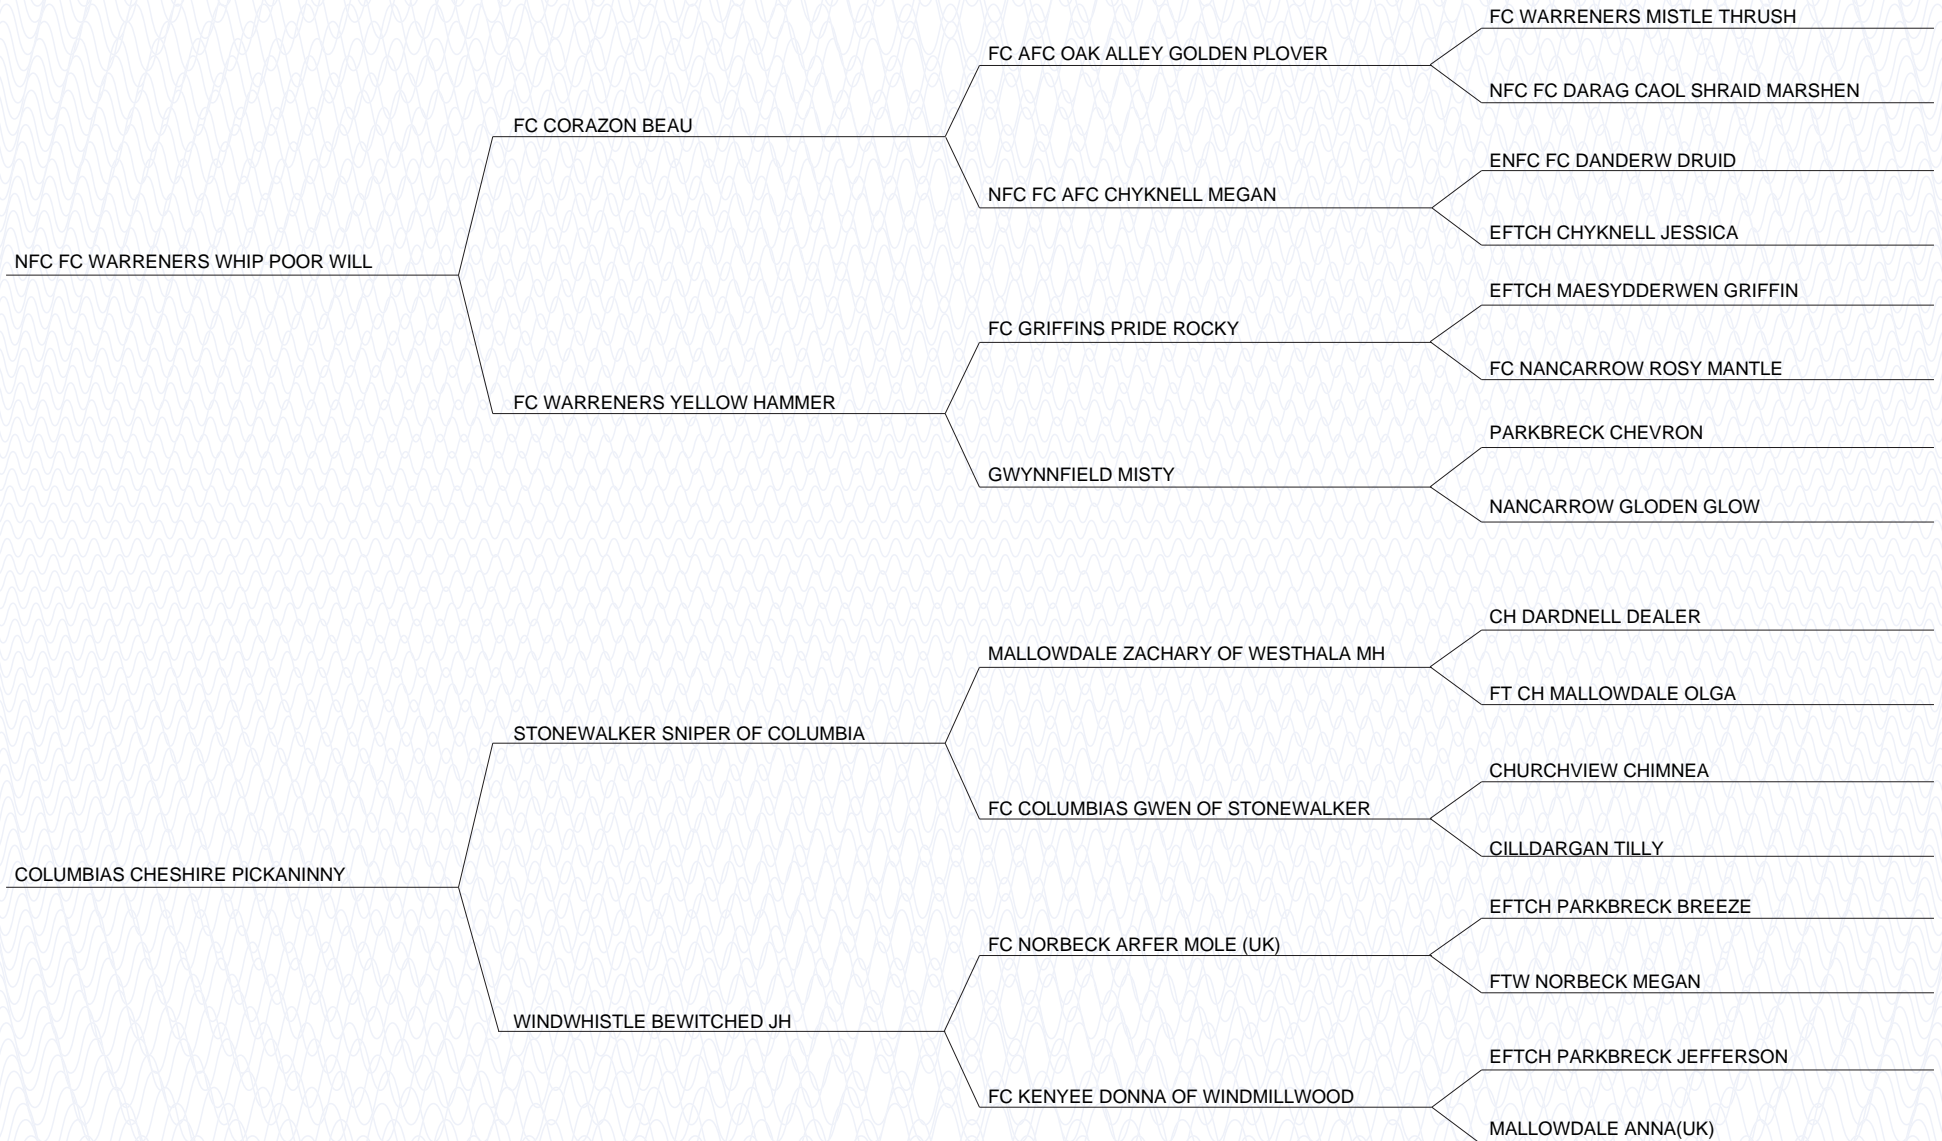 FC WARRENERS MISTLE THRUSH
FC AFC OAK ALLEY GOLDEN PLOVER
NFC FC DARAG CAOL SHRAID MARSHEN
FC CORAZON BEAU
ENFC FC DANDERW DRUID
NFC FC AFC CHYKNELL MEGAN
EFTCH CHYKNELL JESSICA
NFC FC WARRENERS WHIP POOR WILL
EFTCH MAESYDDERWEN GRIFFIN
FC GRIFFINS PRIDE ROCKY
FC NANCARROW ROSY MANTLE
FC WARRENERS YELLOW HAMMER
PARKBRECK CHEVRON
GWYNNFIELD MISTY
NANCARROW GLODEN GLOW
CH DARDNELL DEALER
MALLOWDALE ZACHARY OF WESTHALA MH
FT CH MALLOWDALE OLGA
STONEWALKER SNIPER OF COLUMBIA
CHURCHVIEW CHIMNEA
FC COLUMBIAS GWEN OF STONEWALKER
CILLDARGAN TILLY
COLUMBIAS CHESHIRE PICKANINNY
EFTCH PARKBRECK BREEZE
FC NORBECK ARFER MOLE (UK)
FTW NORBECK MEGAN
WINDWHISTLE BEWITCHED JH
EFTCH PARKBRECK JEFFERSON
FC KENYEE DONNA OF WINDMILLWOOD
MALLOWDALE ANNA(UK)